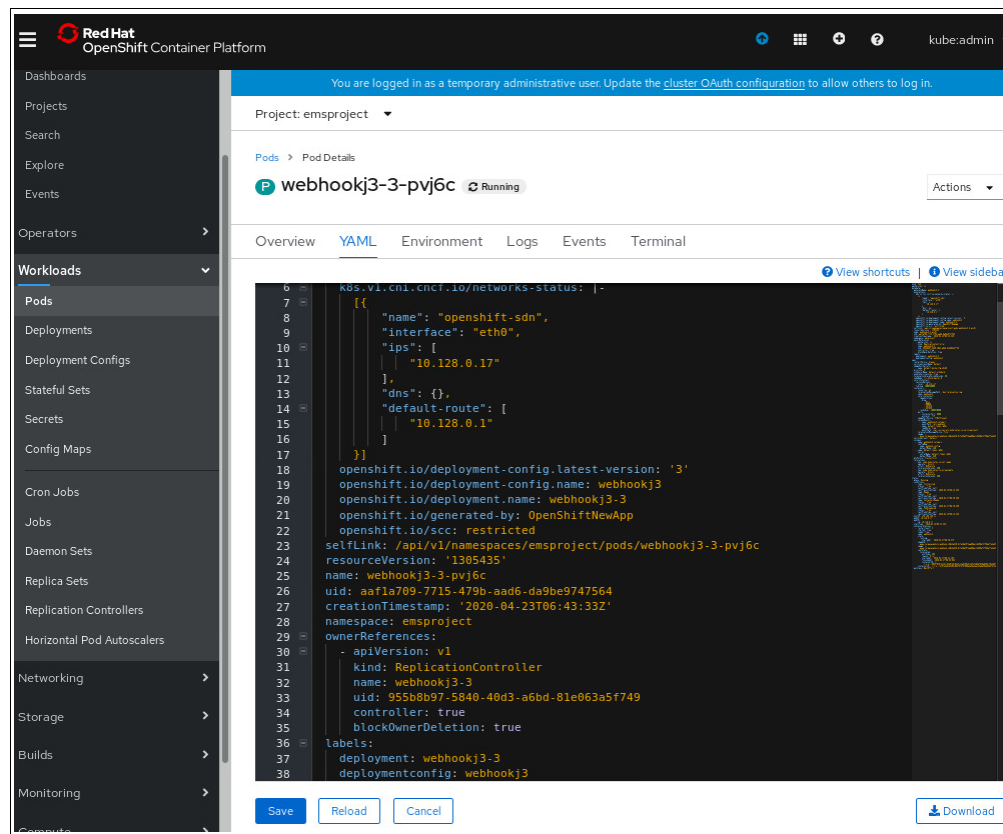 Red Hat
OpenShift Container Platform
kube:admin
Dashboards
Projects
Search
Explore
Events
Operators
Workloads
Pods
Deployments
Deployment Configs
Stateful Sets
Secrets
Config Maps
Cron Jobs
Jobs
Daemon Sets
Replica Sets
Replication Controllers
Horizontal Pod Autoscalers
Networking
Storage
Builds
Monitoring
Compute
You are logged in as a temporary administrative user. Update the cluster OAuth configuration to allow others to log in.
Project: emsproject
Pods > Pod Details
P webhookj3-3-pvj6c Running
Actions
Overview YAML Environment Logs Events Terminal
View shortcuts | View sideba
6 k8s.v1.cni.cncf.io/networks-status: |-
7 [{
8 "name": "openshift-sdn",
9 "interface": "eth0",
10 "ips": [
11 "10.128.0.17"
12 ],
13 "dns": {},
14 "default-route": [
15 "10.128.0.1"
16 ]
17 }]
18 openshift.io/deployment-config.latest-version: '3'
19 openshift.io/deployment-config.name: webhookj3
20 openshift.io/deployment.name: webhookj3-3
21 openshift.io/generated-by: OpenShiftNewApp
22 openshift.io/scc: restricted
23 selfLink: /api/v1/namespaces/emsproject/pods/webhookj3-3-pvj6c
24 resourceVersion: '1305435'
25 name: webhookj3-3-pvj6c
26 uid: aaf1a709-7715-479b-aad6-da9be9747564
27 creationTimestamp: '2020-04-23T06:43:33Z'
28 namespace: emsproject
29 ownerReferences:
30 - apiVersion: v1
31 kind: ReplicationController
32 name: webhookj3-3
33 uid: 955b8b97-5840-40d3-a6bd-81e063a5f749
34 controller: true
35 blockOwnerDeletion: true
36 labels:
37 deployment: webhookj3-3
38 deploymentconfig: webhookj3
Save Reload Cancel Download